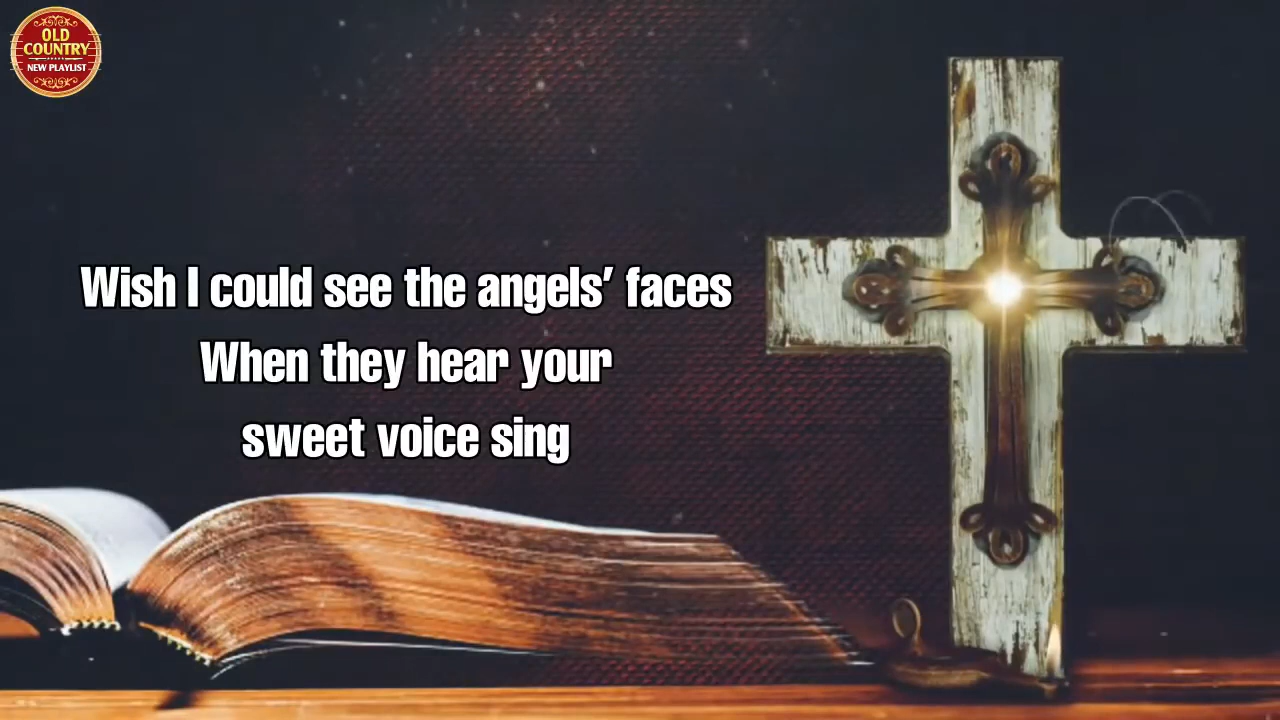 OLD
COUNTRY
NEW PLAYLIST
Wish I could see the angels’ faces
When they hear your
sweet voice sing